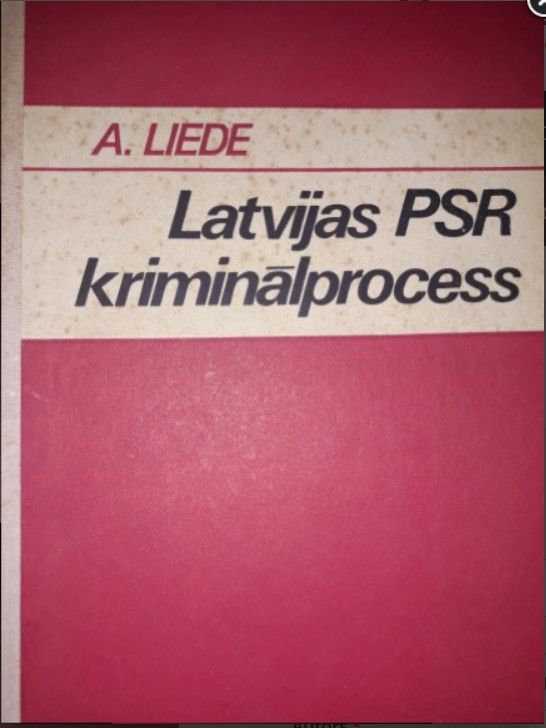 A. LIEDE
Latvijas PSR
kriminālprocess